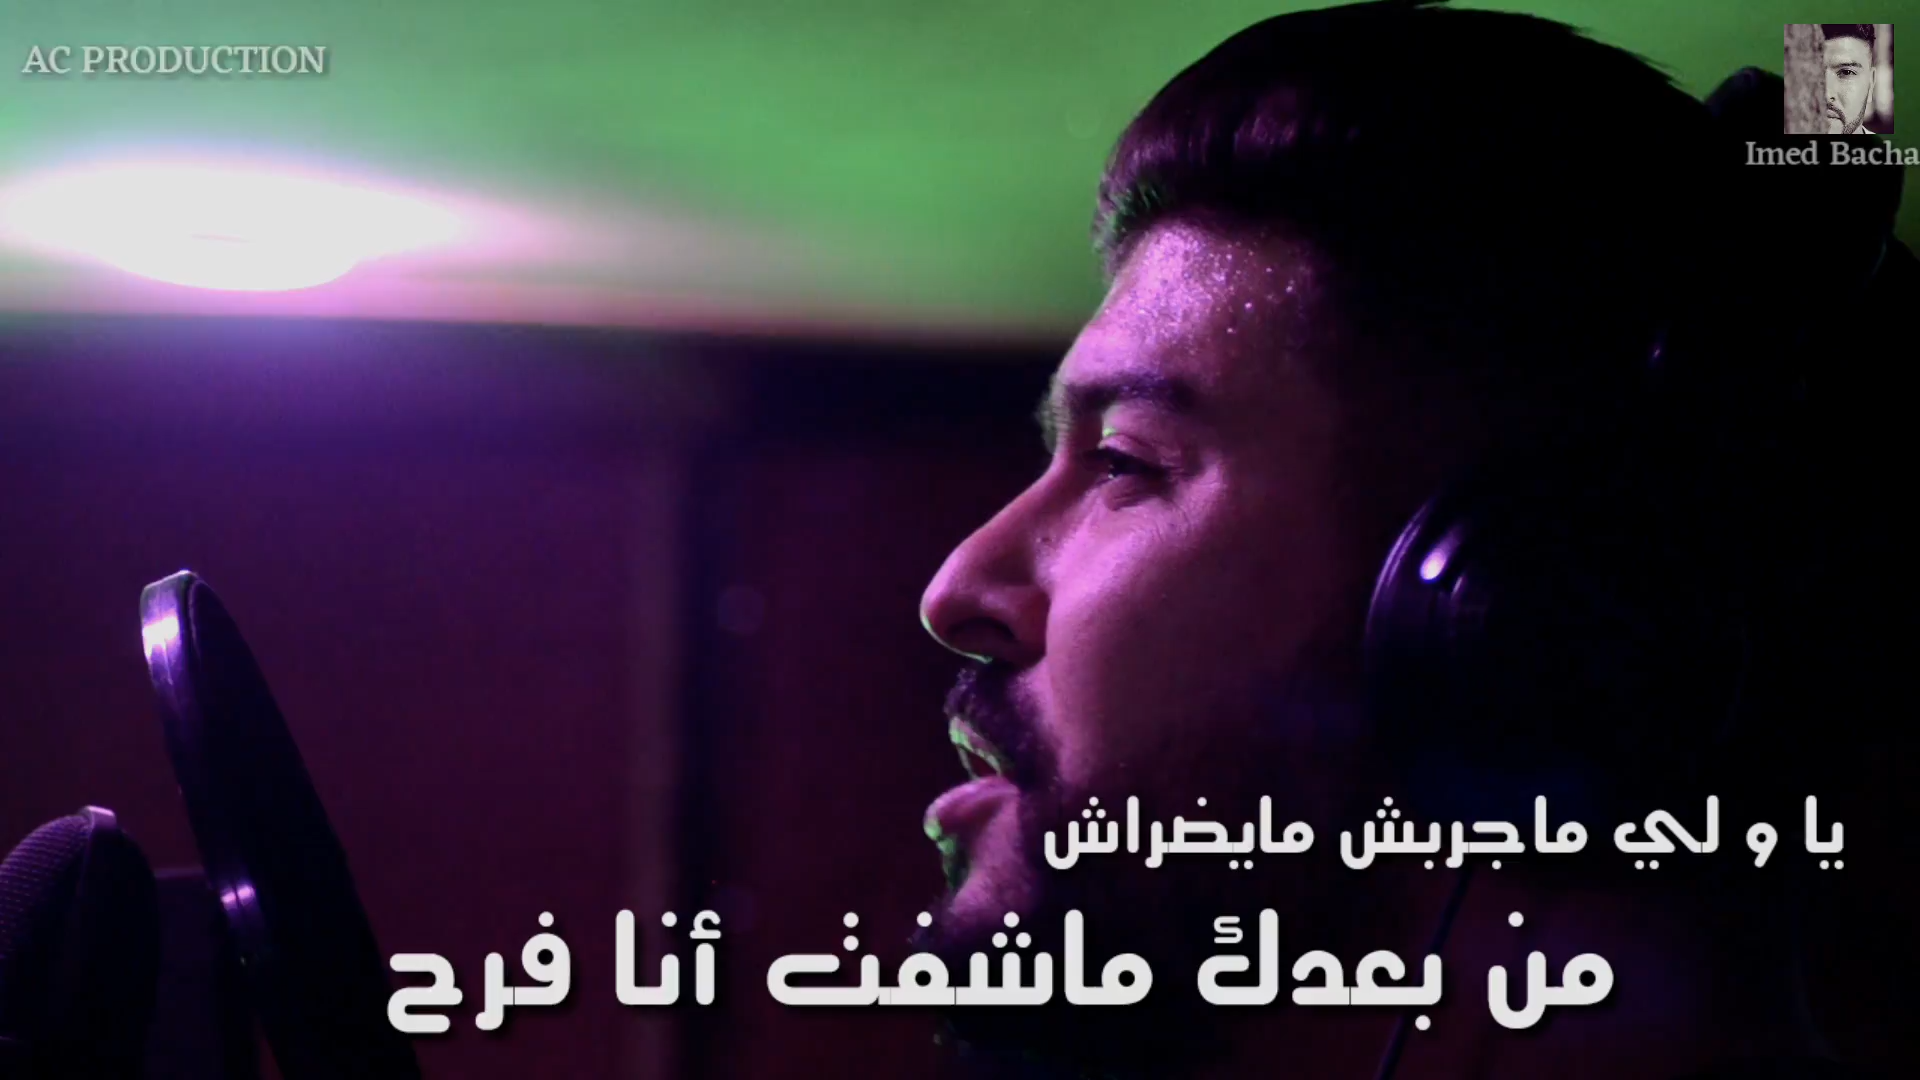 AC PRODUCTION
Imed Bacha
يا و لي ماجربش مايضراش
من بعدك ماشفت أنا فرح